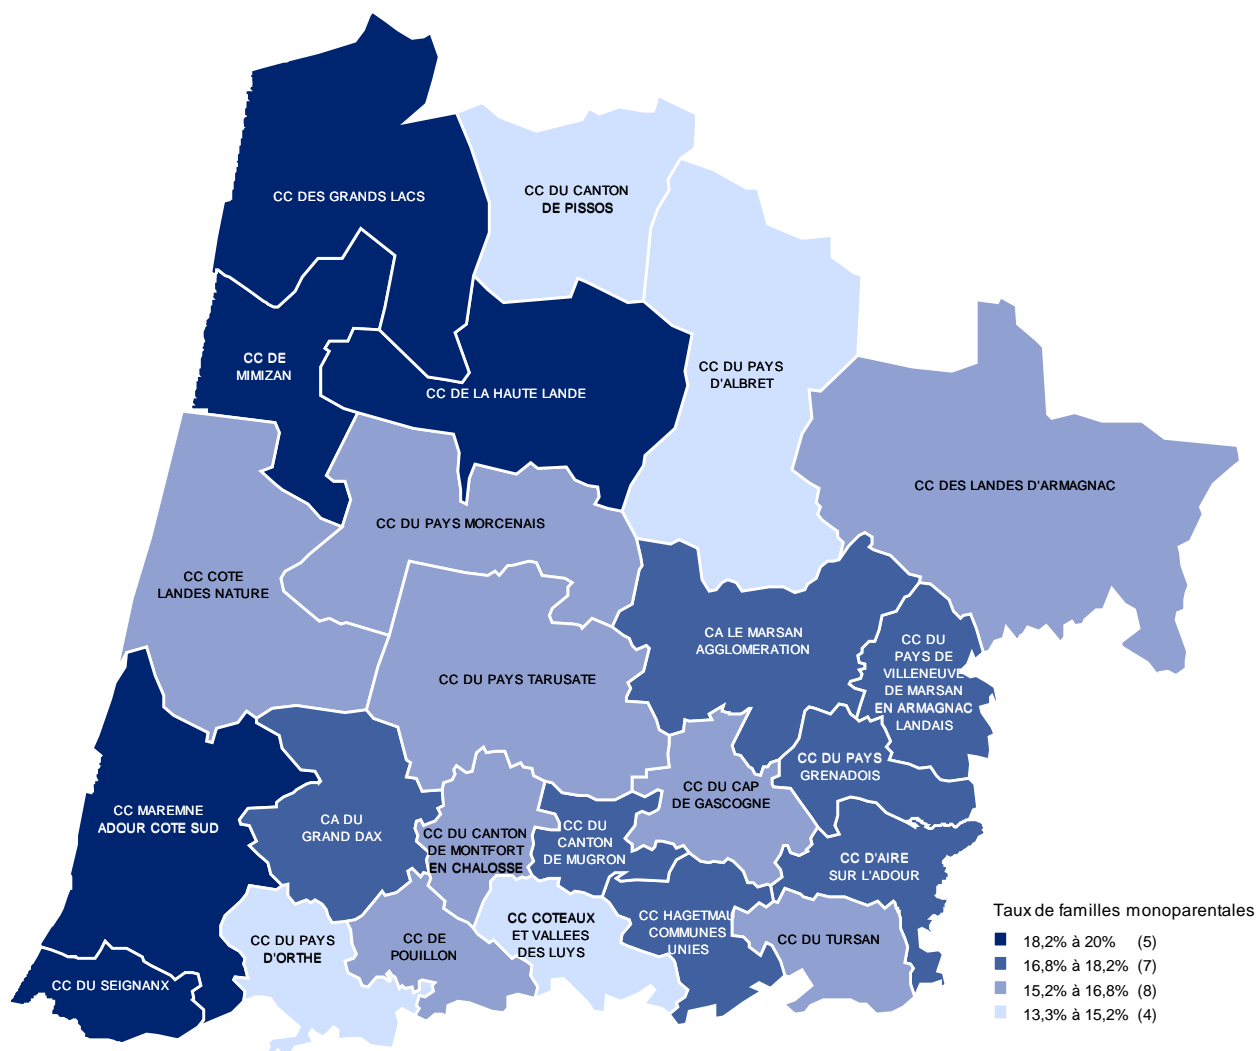 CC DES GRANDS LACS
CC DU CANTON
DE PISSOS
CC DE
MIMIZAN
CC DU PAYS
D'ALBRET
CC DE LA HAUTE LANDE
CC DES LANDES D'ARMAGNAC
CC DU PAYS MORCENAIS
CC COTE
LANDES NATURE
CA LE MARSAN
AGGLOMERATION
CC DU
PAYS DE
VILLENEUVE
DE MARSAN
EN ARMAGNAC
LANDAIS
CC DU PAYS TARUSATE
CC DU PAYS
GRENADOIS
CC DU CAP
DE GASCOGNE
CC MAREMNE
ADOUR COTE SUD
CA DU
GRAND DAX
CC DU CANTON
DE MONTFORT
EN CHALOSSE
CC DU
CANTON
DE MUGRON
CC D'AIRE
SUR L'ADOUR
CC HAGETMAU
COMMUNES
UNIES
CC COTEAUX
ET VALLEES
DES LUYS
CC DU PAYS
D'ORTHE
CC DE
POUILLON
CC DU TURSAN
CC DU SEIGNANX
Taux de familles monoparentales
18,2% à 20% (5)
16,8% à 18,2% (7)
15,2% à 16,8% (8)
13,3% à 15,2% (4)